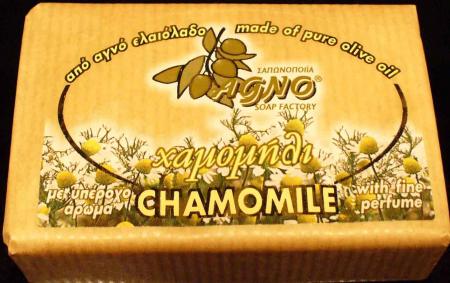 από αγνό ελαιόλαδο made of pure olive oil
ΣΑΠΩΝΟΠΟΙΪΑ
AGNO®
SOAP FACTORY
χαμομήλι
με υπέροχο άρωμα
CHAMOMILE
with fine perfume